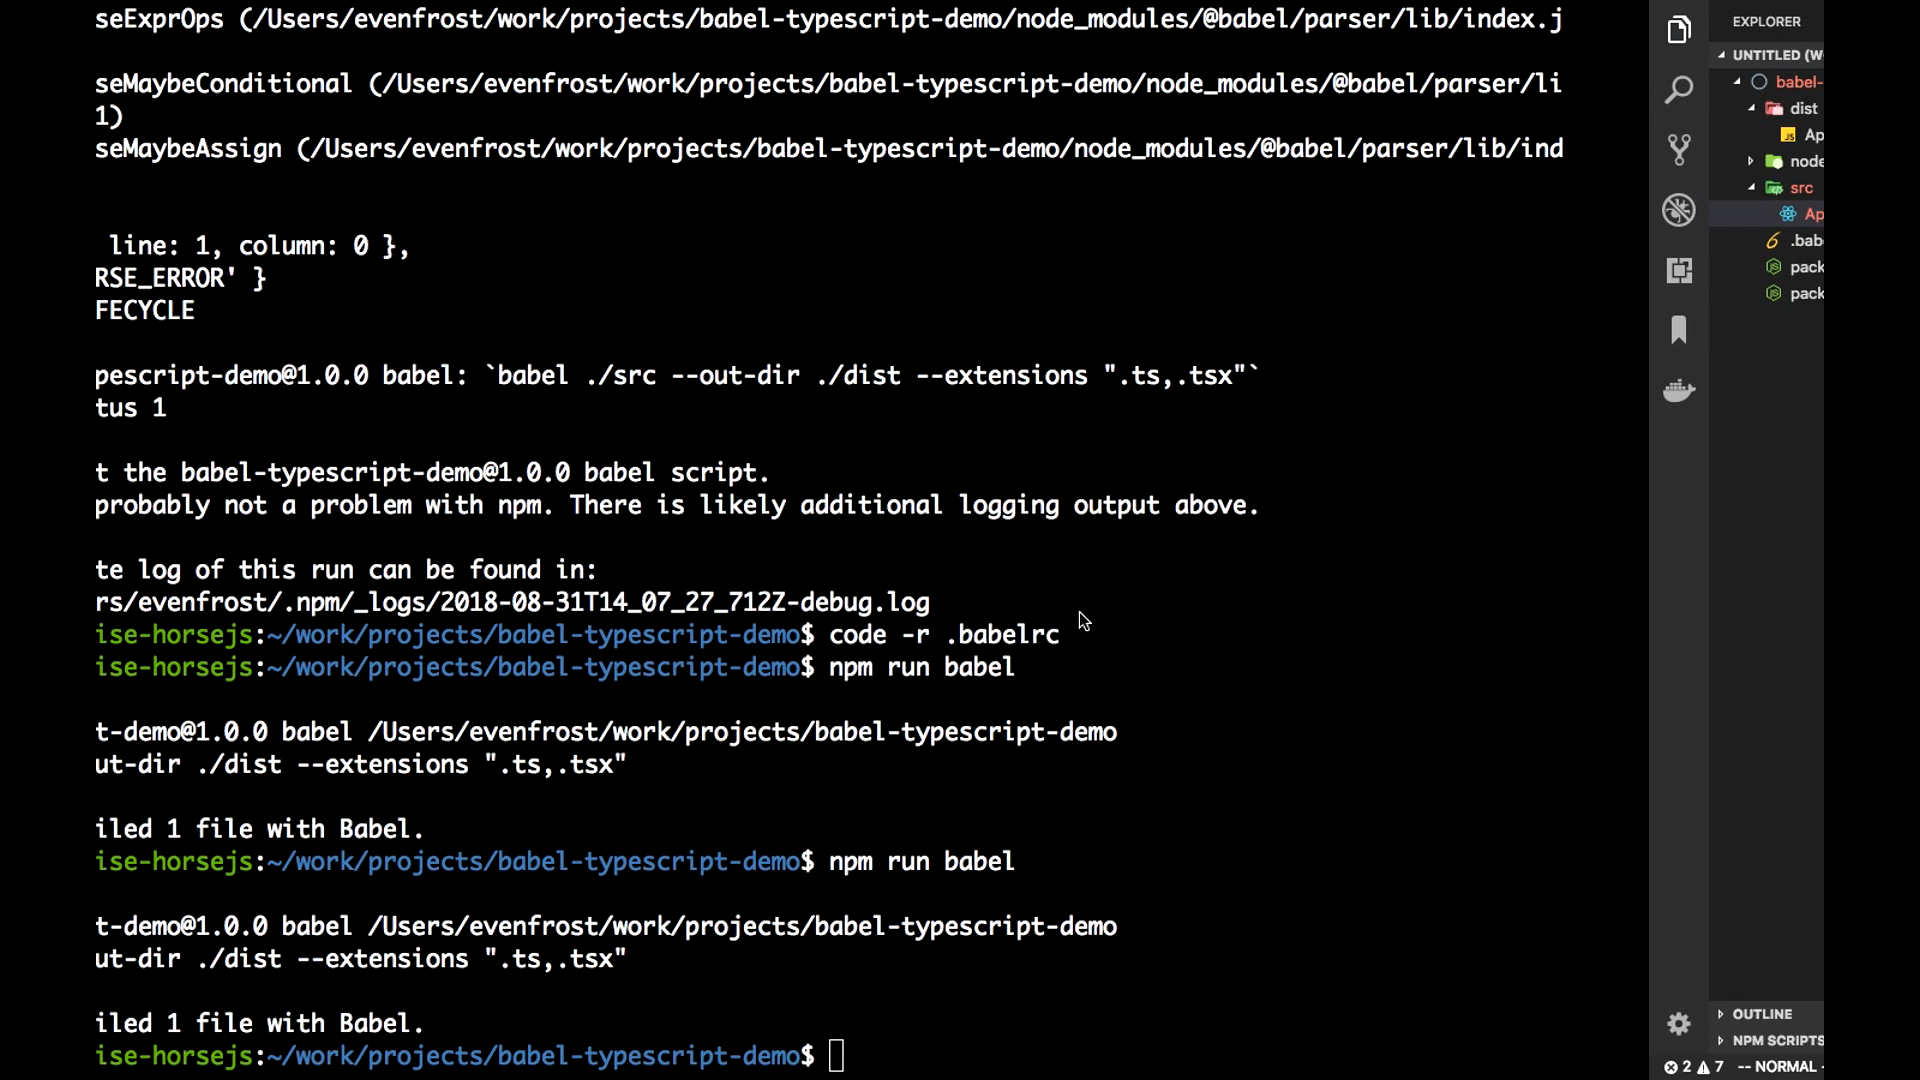 seExprOps (/Users/evenfrost/work/projects/babel-typescript-demo/node_modules/@babel/parser/lib/index.j
seMaybeConditional (/Users/evenfrost/work/projects/babel-typescript-demo/node_modules/@babel/parser/li
1)
seMaybeAssign (/Users/evenfrost/work/projects/babel-typescript-demo/node_modules/@babel/parser/lib/ind
line: 1, column: 0 },
RSE_ERROR' }
FECYCLE
pescript-demo@1.0.0 babel: `babel ./src --out-dir ./dist --extensions ".ts,.tsx"`
tus 1
t the babel-typescript-demo@1.0.0 babel script.
probably not a problem with npm. There is likely additional logging output above.
te log of this run can be found in:
rs/evenfrost/.npm/_logs/2018-08-31T14_07_27_712Z-debug.log
ise-horsejs:~/work/projects/babel-typescript-demo$ code -r .babelrc
ise-horsejs:~/work/projects/babel-typescript-demo$ npm run babel
t-demo@1.0.0 babel /Users/evenfrost/work/projects/babel-typescript-demo
ut-dir ./dist --extensions ".ts,.tsx"
iled 1 file with Babel.
ise-horsejs:~/work/projects/babel-typescript-demo$ npm run babel
t-demo@1.0.0 babel /Users/evenfrost/work/projects/babel-typescript-demo
ut-dir ./dist --extensions ".ts,.tsx"
iled 1 file with Babel.
ise-horsejs:~/work/projects/babel-typescript-demo$
EXPLORER
UNTITLED (W
babel-
dist
JS Ap
node
src
Ap
.bab
pack
pack
OUTLINE
NPM SCRIPTS
2 7 -- NORMAL -